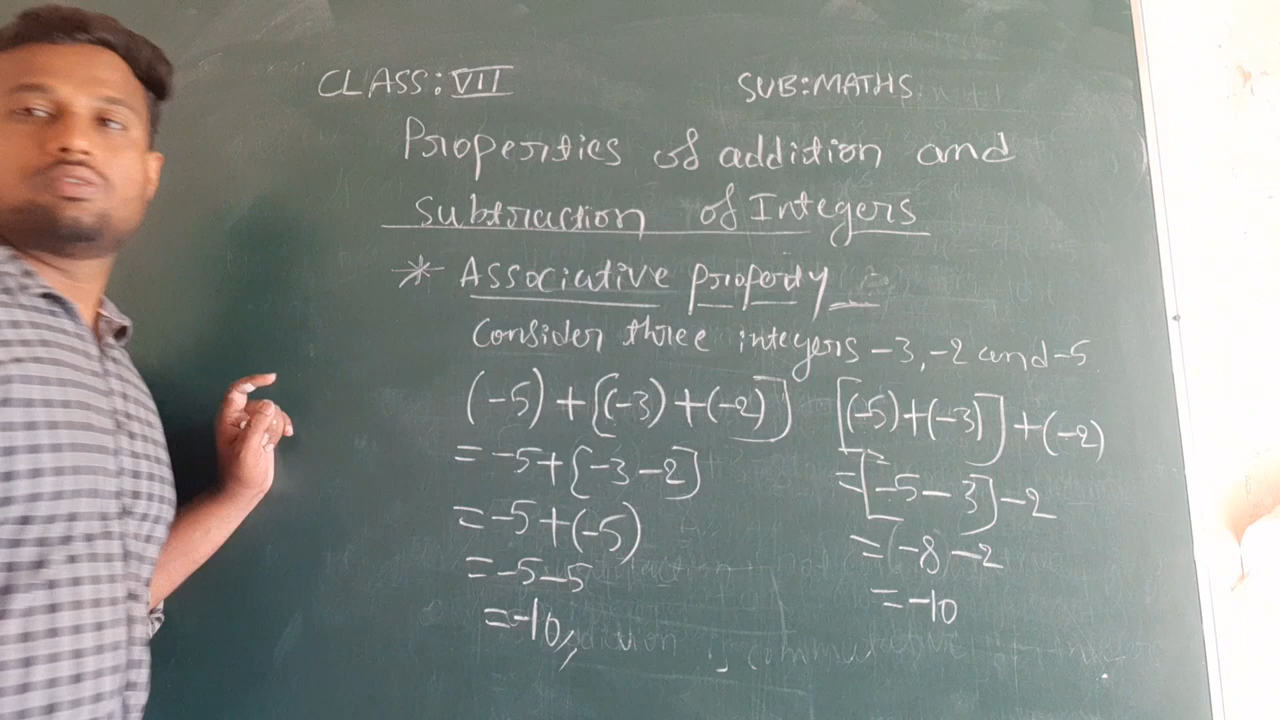 CLASS: VII SUB: MATHS
Properties of addition and
subtraction of Integers
* Associative property
Consider three integers -3, -2 and -5.
(-5)+[(-3)+(-2)] [(-5)+(-3)]+(-2)
= -5+[-3-2] =[-5-3]-2
= -5+(-5) = -8-2
= -5-5 = -10
= -10//